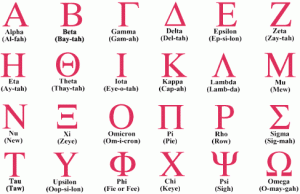 Α Β Γ Δ Ε Ζ
Alpha Beta Gamma Delta Epsilon Zeta
(Al-fah) (Bay-tah) (Gam-ah) (Del-tah) (Ep-si-lon) (Zay-tah)
Η Θ Ι Κ Λ Μ
Eta Theta Iota Kappa Lambda Mu
(Ay-tah) (Thay-tah) (Eye-o-tah) (Cap-ah) (Lamb-da) (Mew)
Ν Ξ Ο Π Ρ Σ
Nu Xi Omicron Pi Rho Sigma
(New) (Zeye) (Om-i-cron) (Pie) (Row) (Sig-mah)
Τ Υ Φ Χ Ψ Ω
Tau Upsilon Phi Chi Psi Omega
(Taw) (Oop-si-lon) (Fie or Fee) (Keye) (Sigh) (O-may-gah)